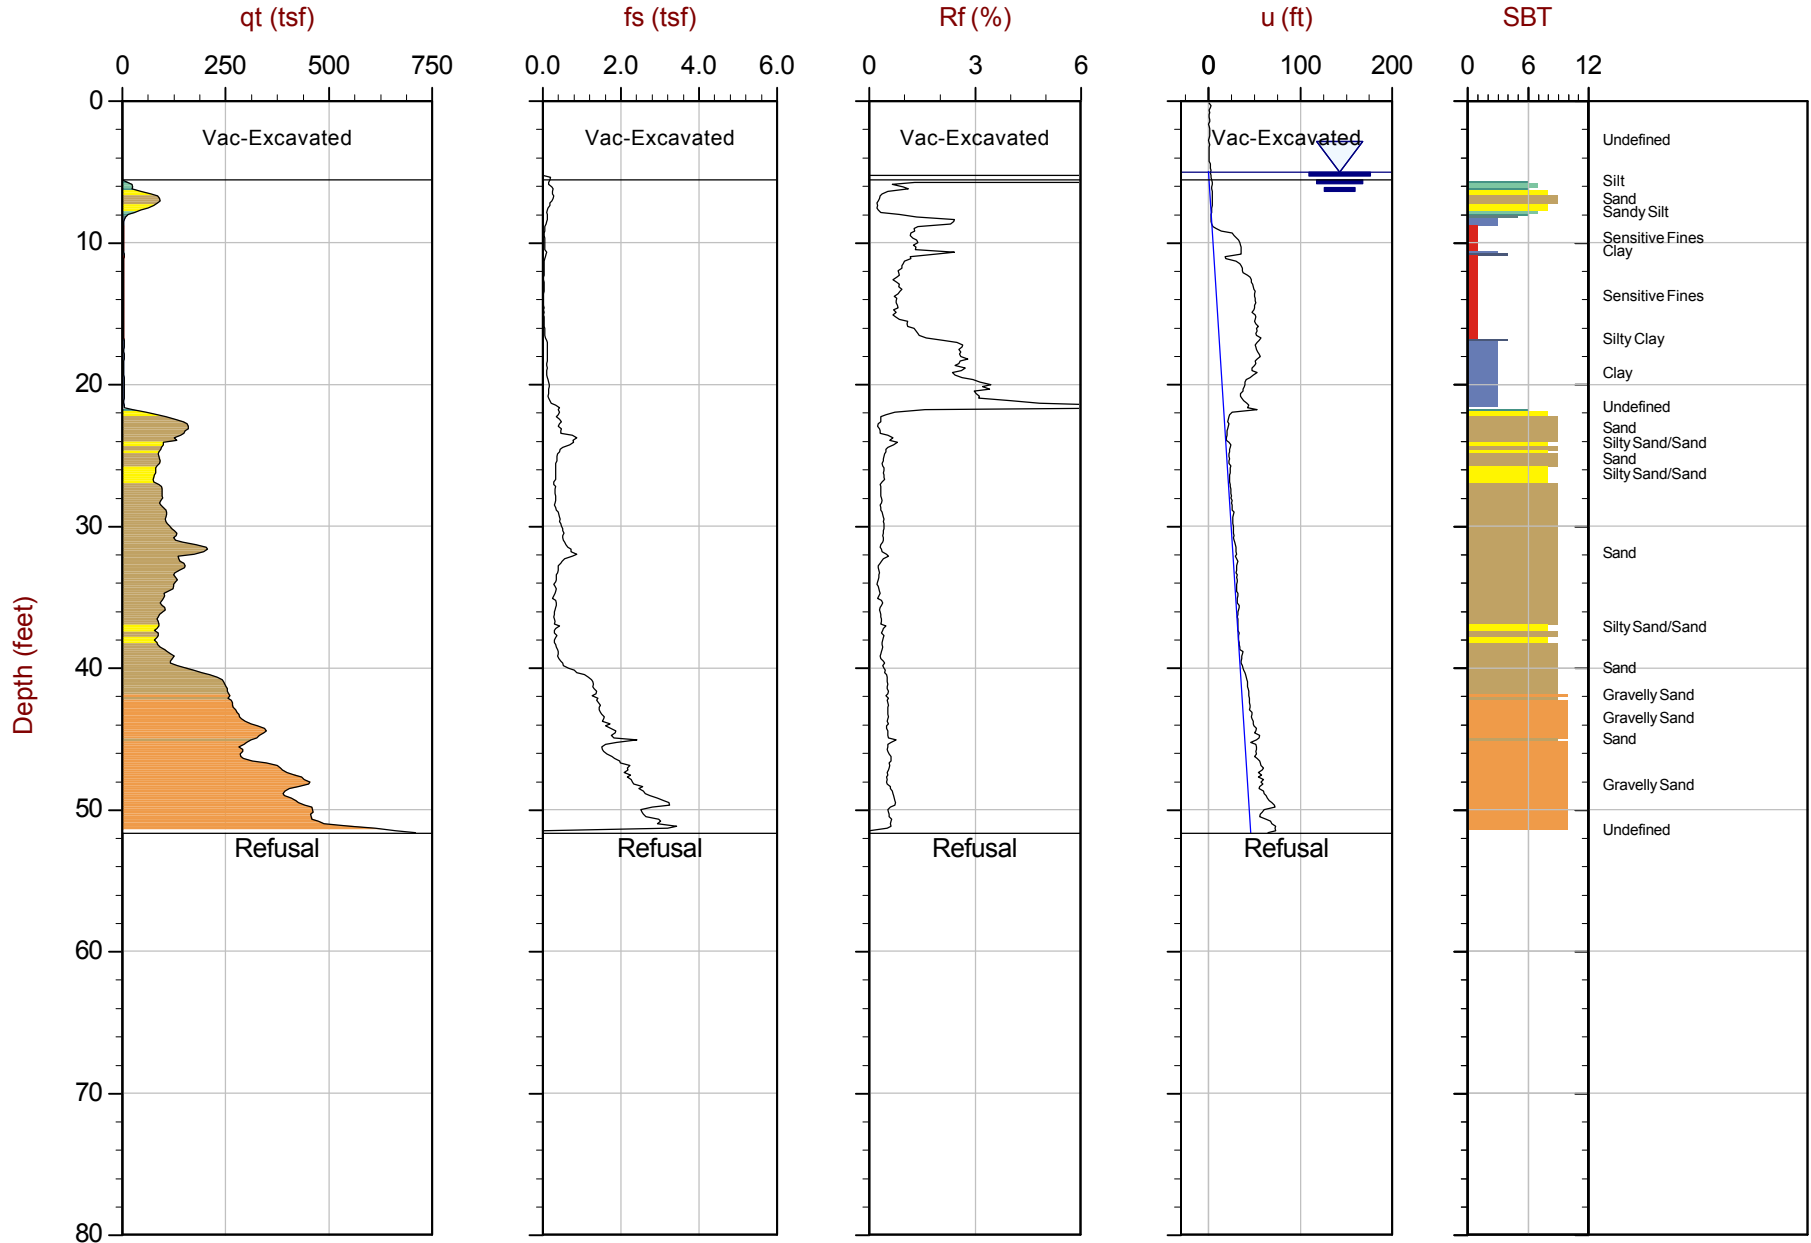 qt (tsf) fs (tsf) Rf (%) u (ft) SBT
0 250 500 750 0.0 2.0 4.0 6.0 0 3 6 0 100 200 0 6 12
0
Vac-Excavated Vac-Excavated Vac-Excavated Vac-Excavated
Undefined
Silt
Sand
Sandy Silt
Sensitive Fines
10
Clay
Sensitive Fines
Silty Clay
Clay
20
Undefined
Sand
Silty Sand/Sand
Sand
Silty Sand/Sand
30
Sand
Silty Sand/Sand
40
Sand
Gravelly Sand
Gravelly Sand
Sand
Gravelly Sand
50
Undefined
Refusal Refusal Refusal Refusal
60
70
80
Depth (feet)